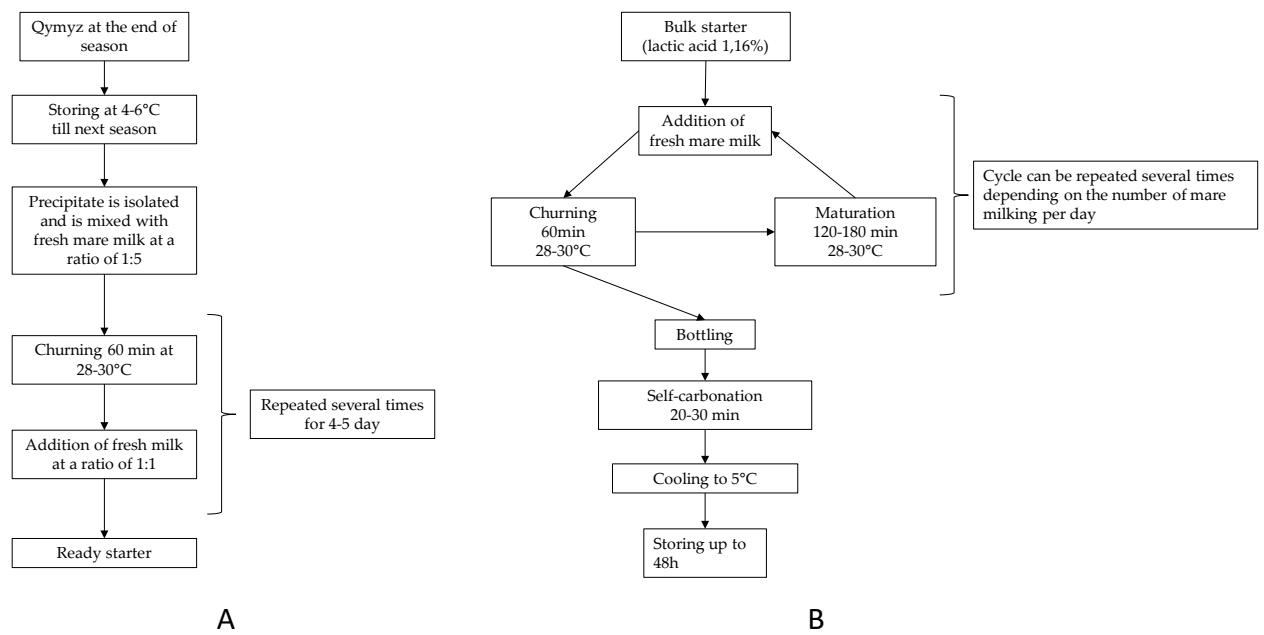 Qymyz at the end of
season
Storing at 4-6°C
till next season
Precipitate is isolated
and is mixed with
fresh mare milk at a
ratio of 1:5
Churning 60 min at
28-30°C
Addition of fresh milk
at a ratio of 1:1
Ready starter
Repeated several times
for 4-5 day
A
Bulk starter
(lactic acid 1,16%)
Addition of
fresh mare milk
Churning
60min
28-30°C
Maturation
120-180 min
28-30°C
Cycle can be repeated several times
depending on the number of mare
milking per day
Bottling
Self-carbonation
20-30 min
Cooling to 5°C
Storing up to
48h
B